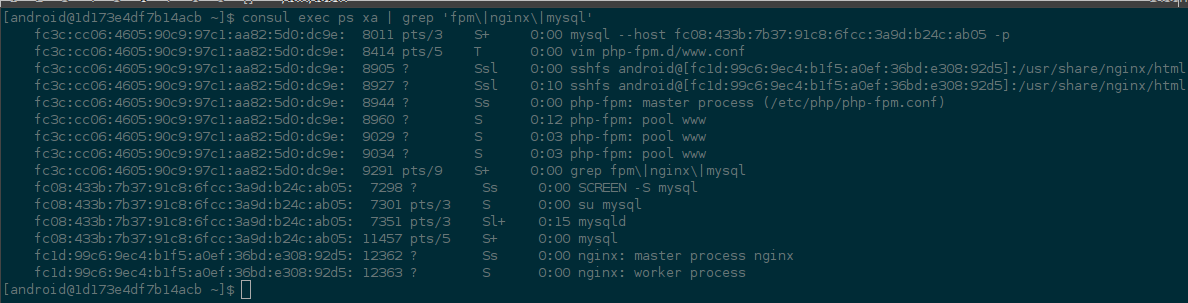 [android@1d173e4df7b14acb ~]$ consul exec ps xa | grep 'fpm\|nginx\|mysql'
fc3c:cc06:4605:90c9:97c1:aa82:5d0:dc9e:  8011 pts/3    S+     0:00 mysql --host fc08:433b:7b37:91c8:6fcc:3a9d:b24c:ab05 -p
fc3c:cc06:4605:90c9:97c1:aa82:5d0:dc9e:  8414 pts/5    T      0:00 vim php-fpm.d/www.conf
fc3c:cc06:4605:90c9:97c1:aa82:5d0:dc9e:  8905 ?        Ssl    0:00 sshfs android@[fc1d:99c6:9ec4:b1f5:a0ef:36bd:e308:92d5]:/usr/share/nginx/html
fc3c:cc06:4605:90c9:97c1:aa82:5d0:dc9e:  8927 ?        Ssl    0:10 sshfs android@[fc1d:99c6:9ec4:b1f5:a0ef:36bd:e308:92d5]:/usr/share/nginx/html
fc3c:cc06:4605:90c9:97c1:aa82:5d0:dc9e:  8944 ?        Ss     0:00 php-fpm: master process (/etc/php/php-fpm.conf)
fc3c:cc06:4605:90c9:97c1:aa82:5d0:dc9e:  8960 ?        S      0:12 php-fpm: pool www
fc3c:cc06:4605:90c9:97c1:aa82:5d0:dc9e:  9029 ?        S      0:03 php-fpm: pool www
fc3c:cc06:4605:90c9:97c1:aa82:5d0:dc9e:  9034 ?        S      0:03 php-fpm: pool www
fc3c:cc06:4605:90c9:97c1:aa82:5d0:dc9e:  9291 pts/9    S+     0:00 grep fpm\|nginx\|mysql
fc08:433b:7b37:91c8:6fcc:3a9d:b24c:ab05:  7298 ?        Ss     0:00 SCREEN -S mysql
fc08:433b:7b37:91c8:6fcc:3a9d:b24c:ab05:  7301 pts/3    S      0:00 su mysql
fc08:433b:7b37:91c8:6fcc:3a9d:b24c:ab05:  7351 pts/3    Sl+    0:15 mysqld
fc08:433b:7b37:91c8:6fcc:3a9d:b24c:ab05: 11457 pts/5    S+     0:00 mysql
fc1d:99c6:9ec4:b1f5:a0ef:36bd:e308:92d5: 12362 ?        Ss     0:00 nginx: master process nginx
fc1d:99c6:9ec4:b1f5:a0ef:36bd:e308:92d5: 12363 ?        S      0:00 nginx: worker process
[android@1d173e4df7b14acb ~]$